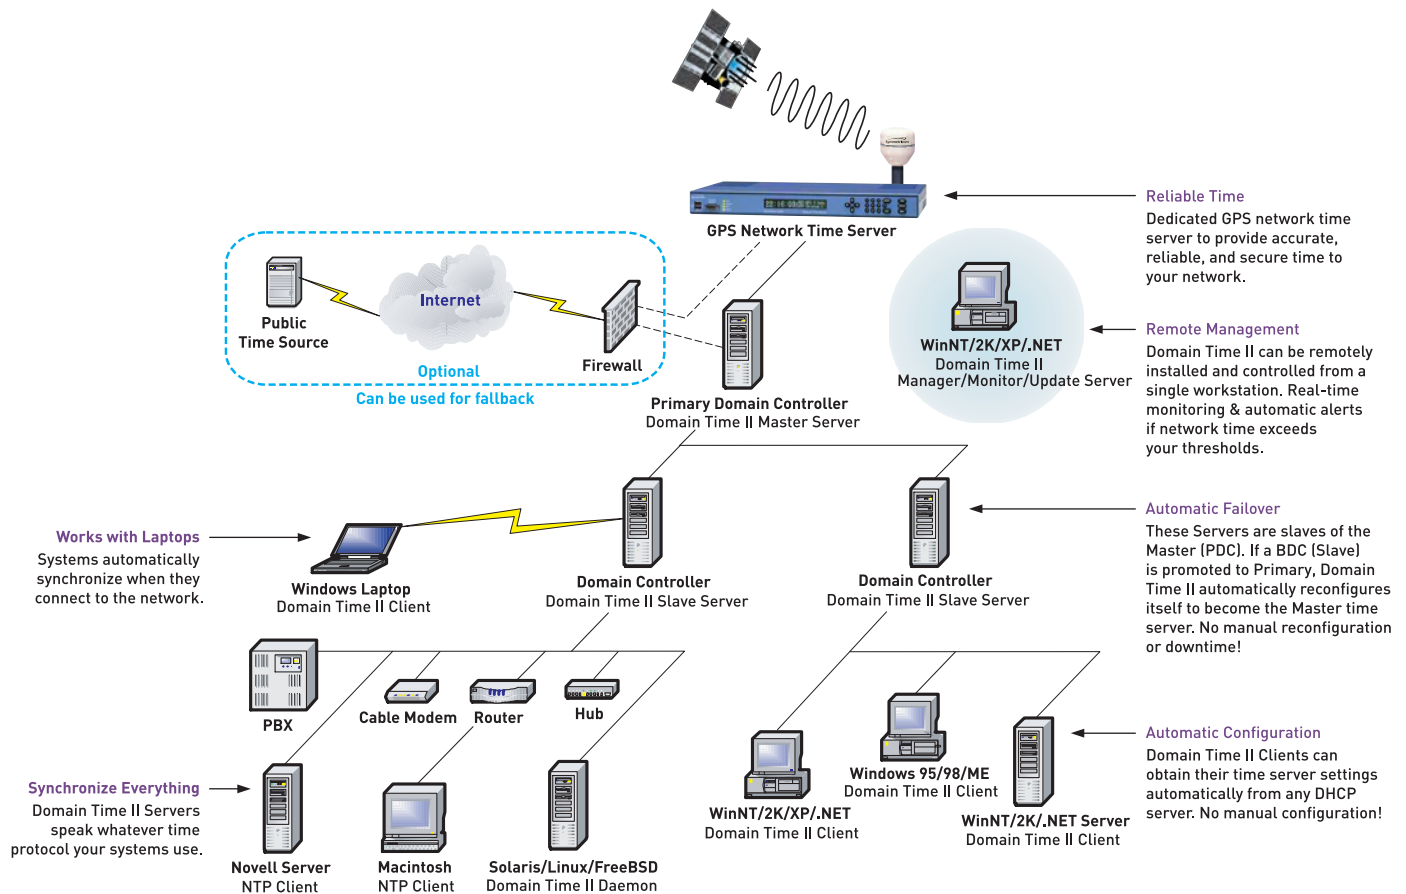 Reliable Time
Dedicated GPS network time
server to provide accurate,
reliable, and secure time to
your network.
GPS Network Time Server
Public
Time Source
Internet
Firewall
Optional
Can be used for fallback
WinNT/2K/XP/.NET
Domain Time II
Manager/Monitor/Update Server
Remote Management
Domain Time II can be remotely
installed and controlled from a
single workstation. Real-time
monitoring & automatic alerts
if network time exceeds
your thresholds.
Primary Domain Controller
Domain Time II Master Server
Works with Laptops
Systems automatically
synchronize when they
connect to the network.
Windows Laptop
Domain Time II Client
Domain Controller
Domain Time II Slave Server
Domain Controller
Domain Time II Slave Server
Automatic Failover
These Servers are slaves of the
Master (PDC). If a BDC (Slave)
is promoted to Primary, Domain
Time II automatically reconfigures
itself to become the Master time
server. No manual reconfiguration
or downtime!
PBX
Cable Modem
Router
Hub
Synchronize Everything
Domain Time II Servers
speak whatever time
protocol your systems use.
Novell Server
NTP Client
Macintosh
NTP Client
Solaris/Linux/FreeBSD
Domain Time II Daemon
WinNT/2K/XP/.NET
Domain Time II Client
Windows 95/98/ME
Domain Time II Client
WinNT/2K/.NET Server
Domain Time II Client
Automatic Configuration
Domain Time II Clients can
obtain their time server settings
automatically from any DHCP
server. No manual configuration!